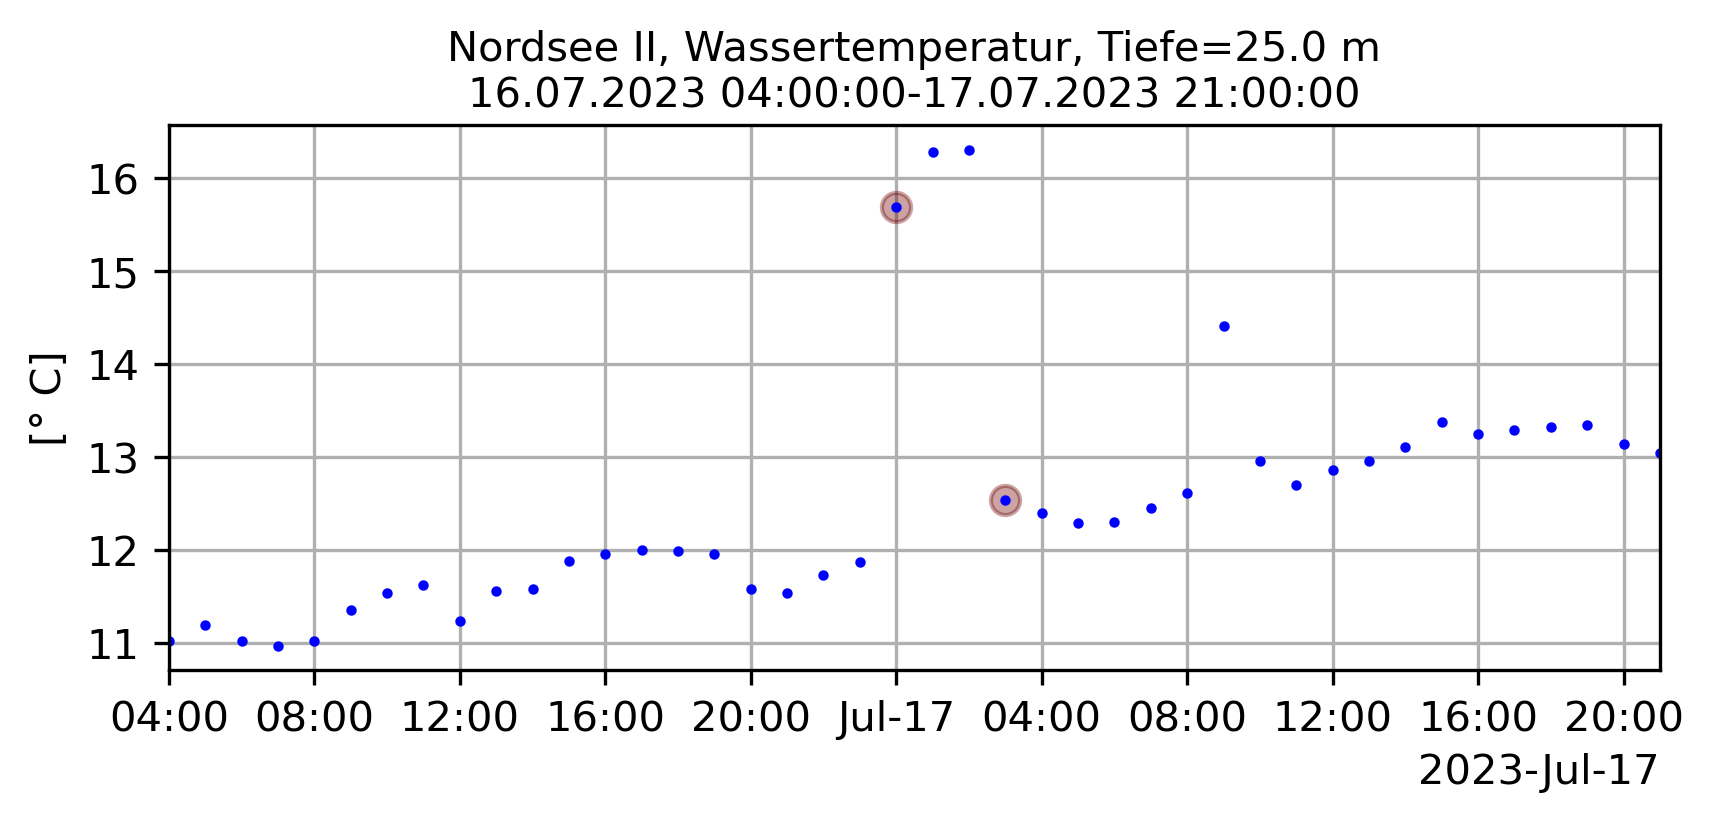 Nordsee II, Wassertemperatur, Tiefe=25.0 m
16.07.2023 04:00:00-17.07.2023 21:00:00
[° C]
16
15
14
13
12
11
04:00 08:00 12:00 16:00 20:00 Jul-17 04:00 08:00 12:00 16:00 20:00
2023-Jul-17